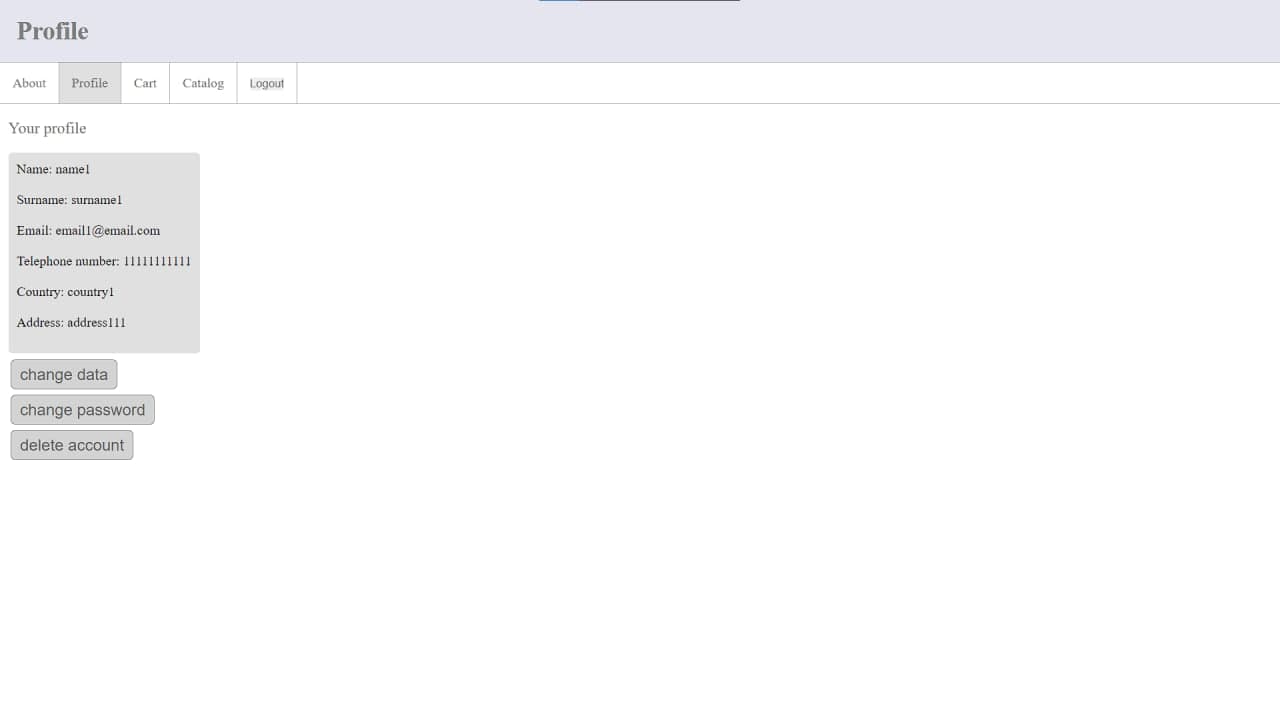 Profile
About Profile Cart Catalog Logout
Your profile
Name: name1
Surname: surname1
Email: email1@email.com
Telephone number: 11111111111
Country: country1
Address: address111
change data
change password
delete account